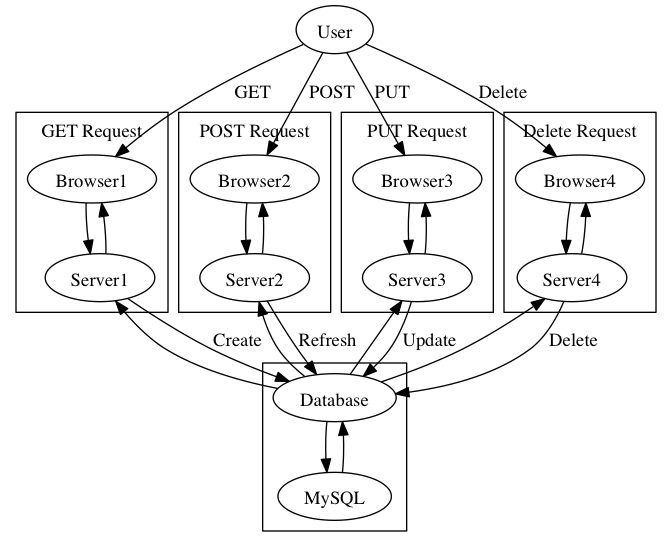 User
GET
POST
PUT
Delete
GET Request
POST Request
PUT Request
Delete Request
Browser1
Browser2
Browser3
Browser4
Server1
Server2
Server3
Server4
Create
Refresh
Update
Delete
Database
MySQL